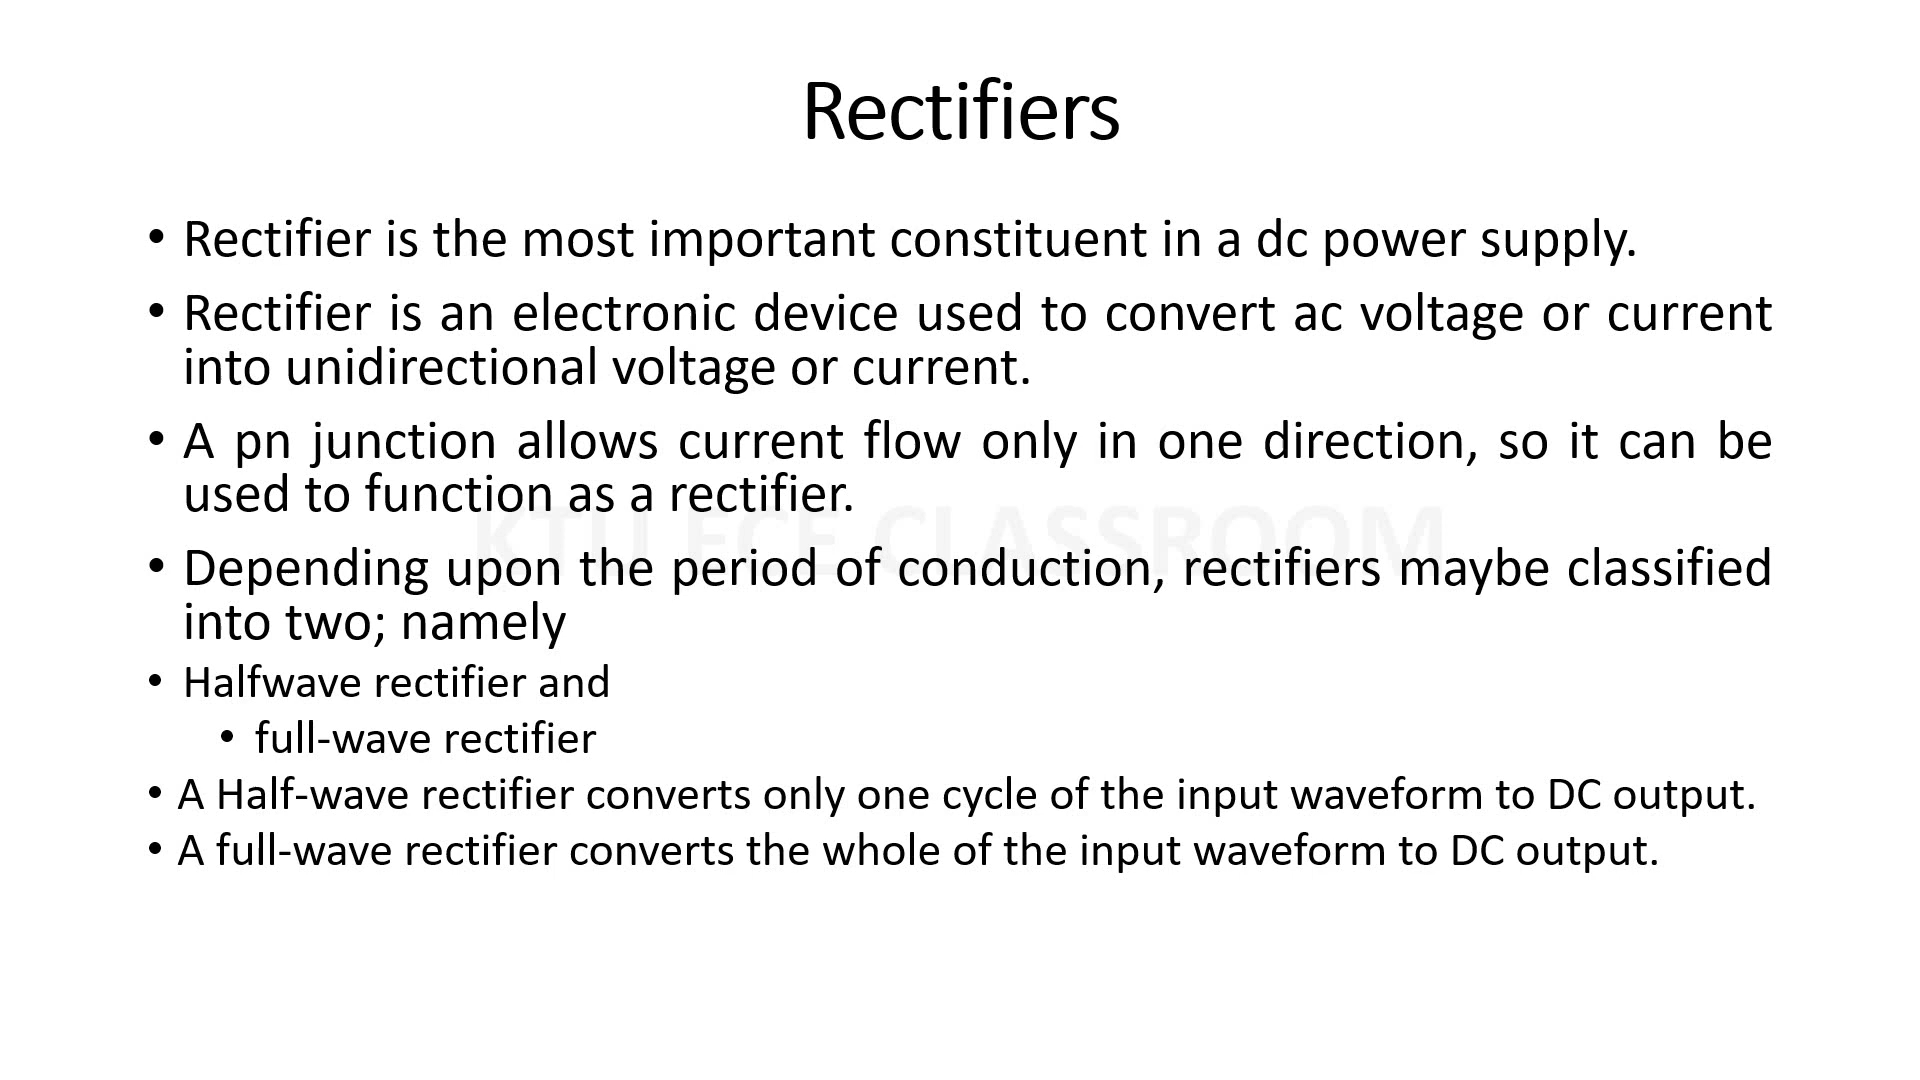 Rectifiers
• Rectifier is the most important constituent in a dc power supply.
• Rectifier is an electronic device used to convert ac voltage or current
into unidirectional voltage or current.
• A pn junction allows current flow only in one direction, so it can be
used to function as a rectifier.
KTU ECE CLASSROOM
• Depending upon the period of conduction, rectifiers maybe classified
into two; namely
• Halfwave rectifier and
• full-wave rectifier
• A Half-wave rectifier converts only one cycle of the input waveform to DC output.
• A full-wave rectifier converts the whole of the input waveform to DC output.